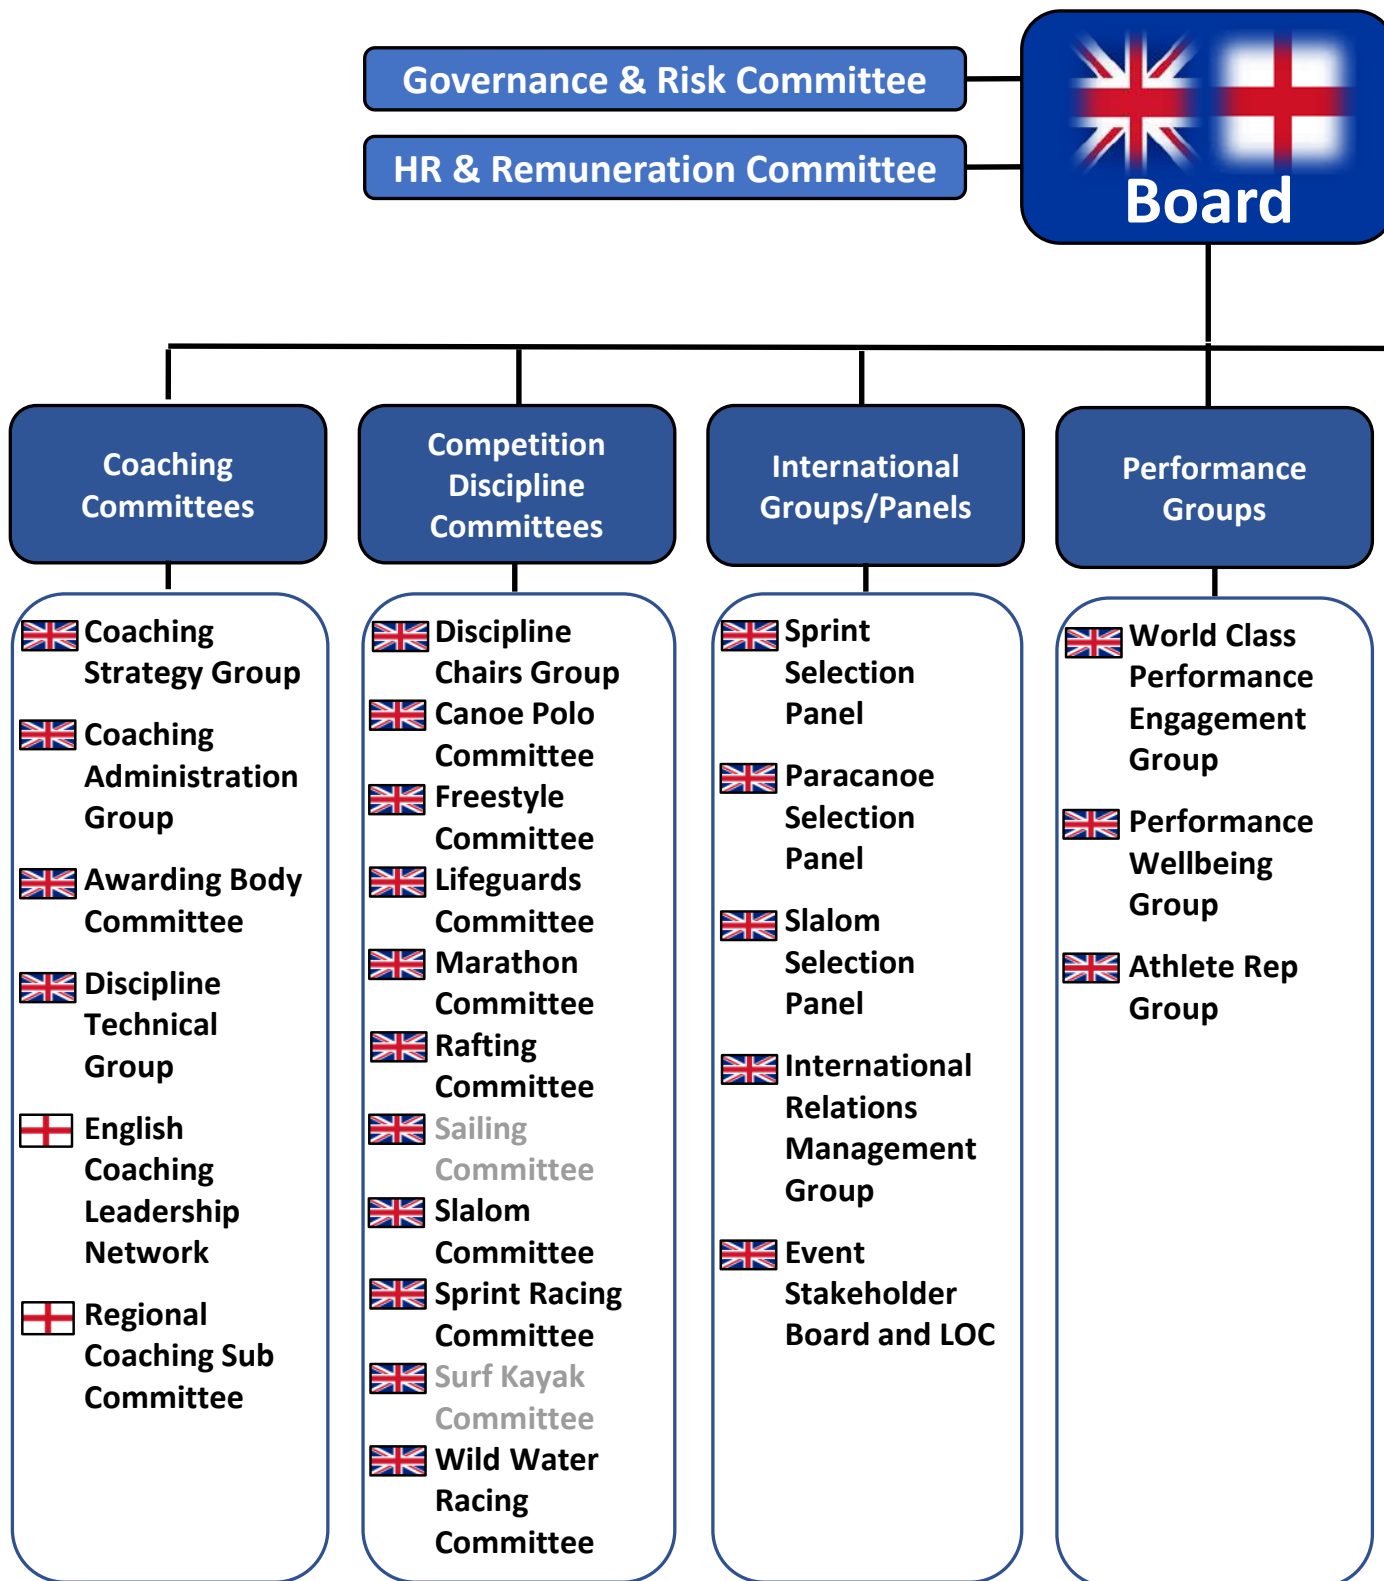 Governance & Risk Committee
HR & Remuneration Committee
Board
Coaching
Committees
Competition
Discipline
Committees
International
Groups/Panels
Performance
Groups
Coaching
Strategy Group
Coaching
Administration
Group
Awarding Body
Committee
Discipline
Technical
Group
English
Coaching
Leadership
Network
Regional
Coaching Sub
Committee
Discipline
Chairs Group
Canoe Polo
Committee
Freestyle
Committee
Lifeguards
Committee
Marathon
Committee
Rafting
Committee
Sailing
Committee
Slalom
Committee
Sprint Racing
Committee
Surf Kayak
Committee
Wild Water
Racing
Committee
Sprint
Selection
Panel
Paracanoe
Selection
Panel
Slalom
Selection
Panel
International
Relations
Management
Group
Event
Stakeholder
Board and LOC
World Class
Performance
Engagement
Group
Performance
Wellbeing
Group
Athlete Rep
Group